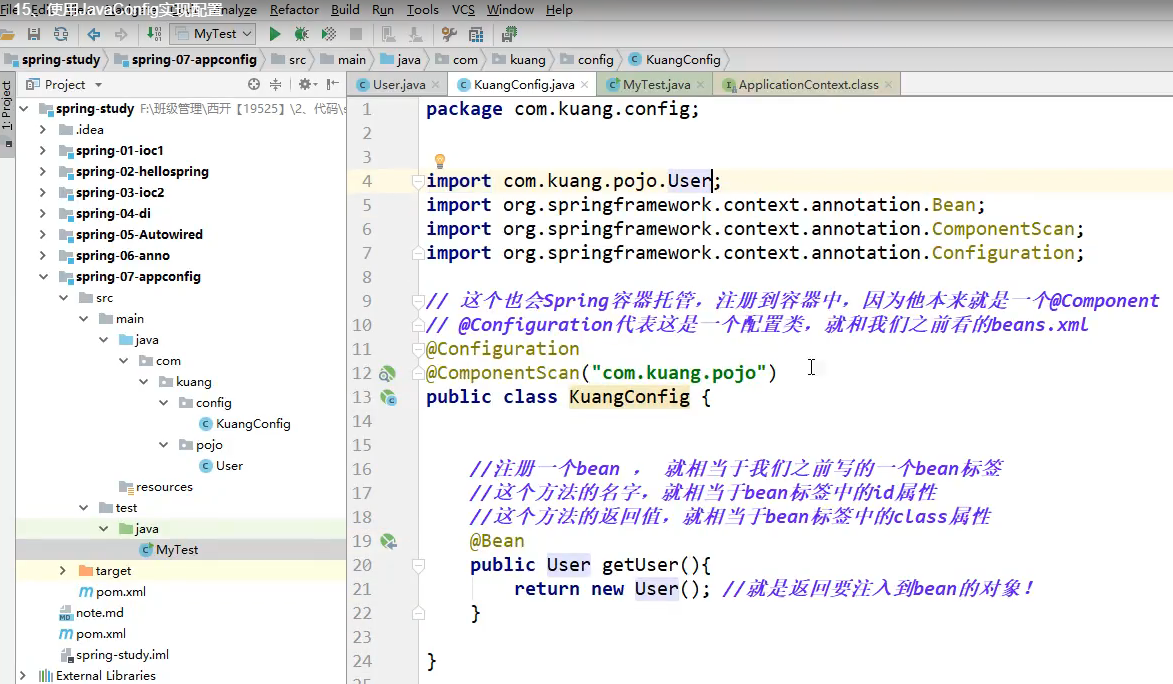 15、使用JavaConfig实现配置
File Analyze Refactor Build Run Tools VCS Window Help
MyTest
spring-study spring-07-appconfig src main java com kuang config KuangConfig
Project
User.java KuangConfig.java MyTest.java ApplicationContext.class
1: Project
spring-study F:\班级管理\西开【19525】\2、代码\s
.idea
spring-01-ioc1
spring-02-hellospring
spring-03-ioc2
spring-04-di
spring-05-Autowired
spring-06-anno
spring-07-appconfig
src
main
java
com
kuang
config
KuangConfig
pojo
User
resources
test
java
MyTest
target
pom.xml
note.md
pom.xml
spring-study.iml
External Libraries
1 package com.kuang.config;
2
3
4 import com.kuang.pojo.User;
5 import org.springframework.context.annotation.Bean;
6 import org.springframework.context.annotation.ComponentScan;
7 import org.springframework.context.annotation.Configuration;
8
9 // 这个也会Spring容器托管，注册到容器中，因为他本来就是一个@Component
10 // @Configuration代表这是一个配置类，就和我们之前看的beans.xml
11 @Configuration
12 @ComponentScan("com.kuang.pojo")
13 public class KuangConfig {
14
15
16 //注册一个bean ， 就相当于我们之前写的一个bean标签
17 //这个方法的名字，就相当于bean标签中的id属性
18 //这个方法的返回值，就相当于bean标签中的class属性
19 @Bean
20 public User getUser(){
21 return new User(); //就是返回要注入到bean的对象！
22 }
23
24 }